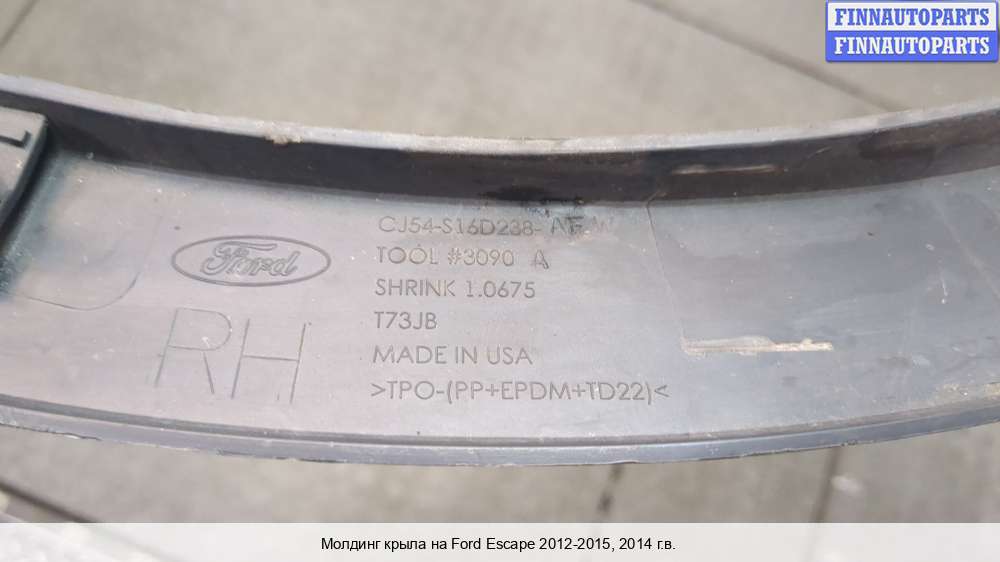 FINNAUTOPARTS
FINNAUTOPARTS
CJ54-S16D238-
TOOL #3090 A
Ford
SHRINK 1.0675
T73JB
RH
MADE IN USA
>TPO-(PP+EPDM+TD22)<
Молдинг крыла на Ford Escape 2012-2015, 2014 г.в.